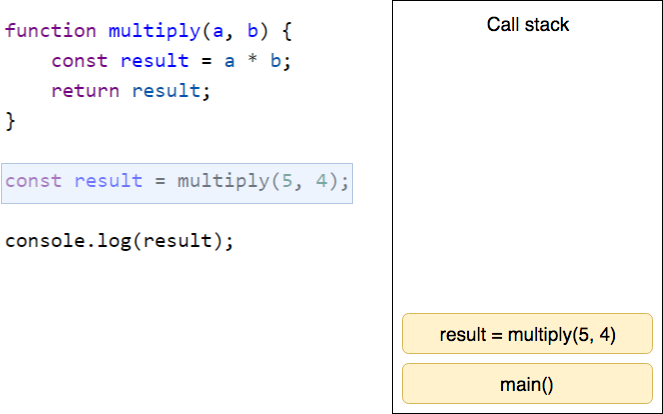 function multiply(a, b) {
    const result = a * b;
    return result;
}
const result = multiply(5, 4);
console.log(result);
Call stack
result = multiply(5, 4)
main()